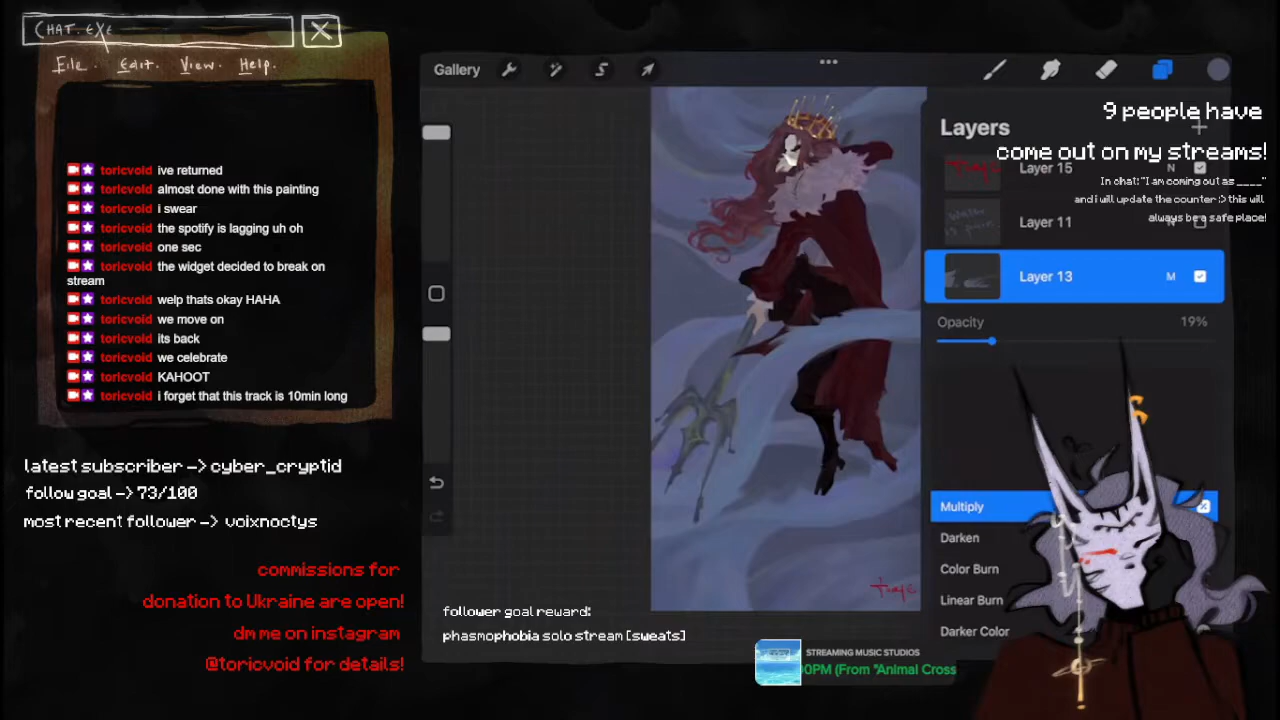 CHAT.EXE
File. Edit. View. Help.
toricvoid ive returned
toricvoid almost done with this painting
toricvoid i swear
toricvoid the spotify is lagging uh oh
toricvoid one sec
toricvoid the widget decided to break on
stream
toricvoid welp thats okay HAHA
toricvoid we move on
toricvoid its back
toricvoid we celebrate
toricvoid KAHOOT
toricvoid i forget that this track is 10min long
latest subscriber -> cyber_cryptid
follow goal -> 73/100
most recent follower -> voixnoctys
commissions for
donation to Ukraine are open!
dm me on instagram
@toricvoid for details!
Gallery
Layers
Layer 15 N
Layer 11 N
Layer 13 M
Opacity 19%
Multiply
Darken
Color Burn
Linear Burn
Darker Color
9 people have
come out on my streams!
In chat: "I am coming out as ____"
and i will update the counter :> this will
always be a safe place!
follower goal reward:
phasmophobia solo stream [sweats]
STREAMING MUSIC STUDIOS
00PM (From "Animal Cross